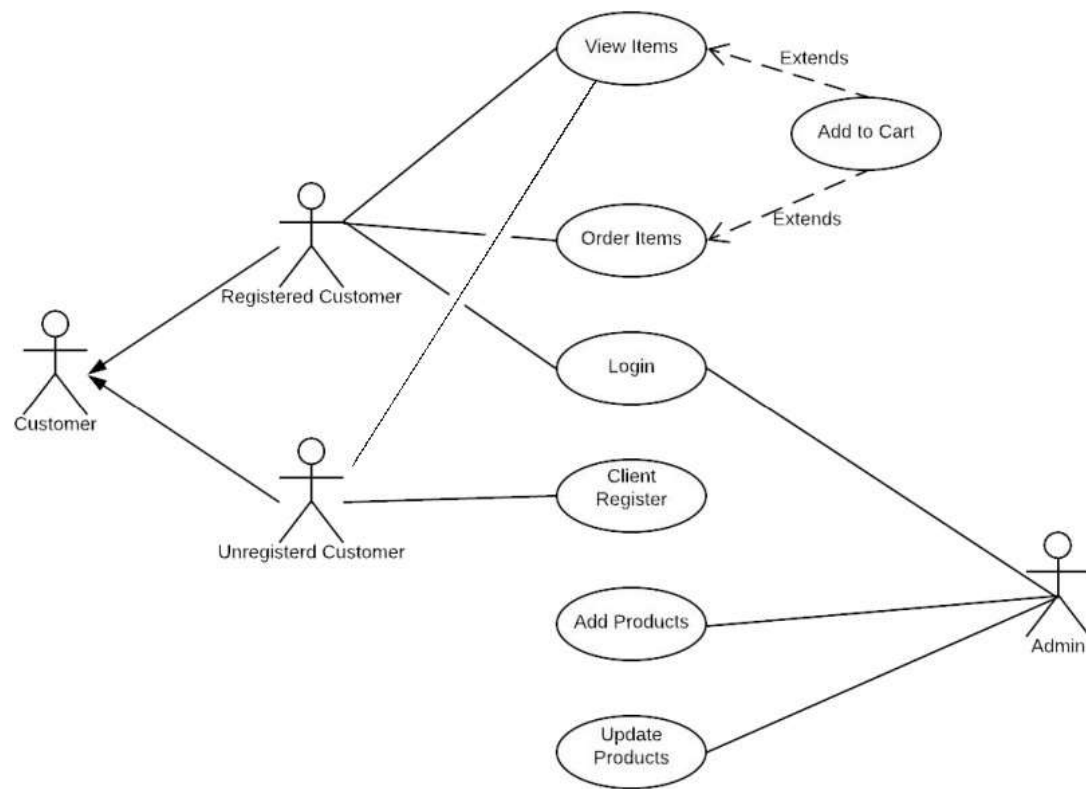 View Items
Extends
Add to Cart
Extends
Order Items
Registered Customer
Login
Customer
Client
Register
Unregisterd Customer
Add Products
Admin
Update
Products